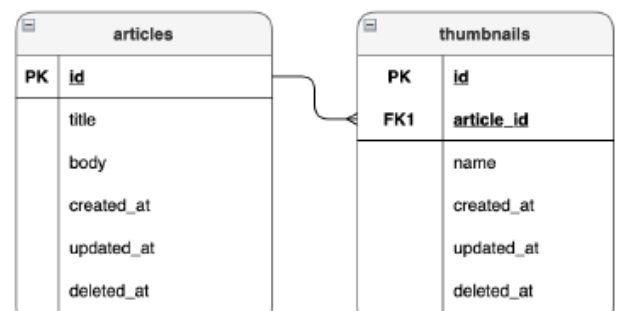 articles
PK id
title
body
created_at
updated_at
deleted_at
thumbnails
PK id
FK1 article_id
name
created_at
updated_at
deleted_at